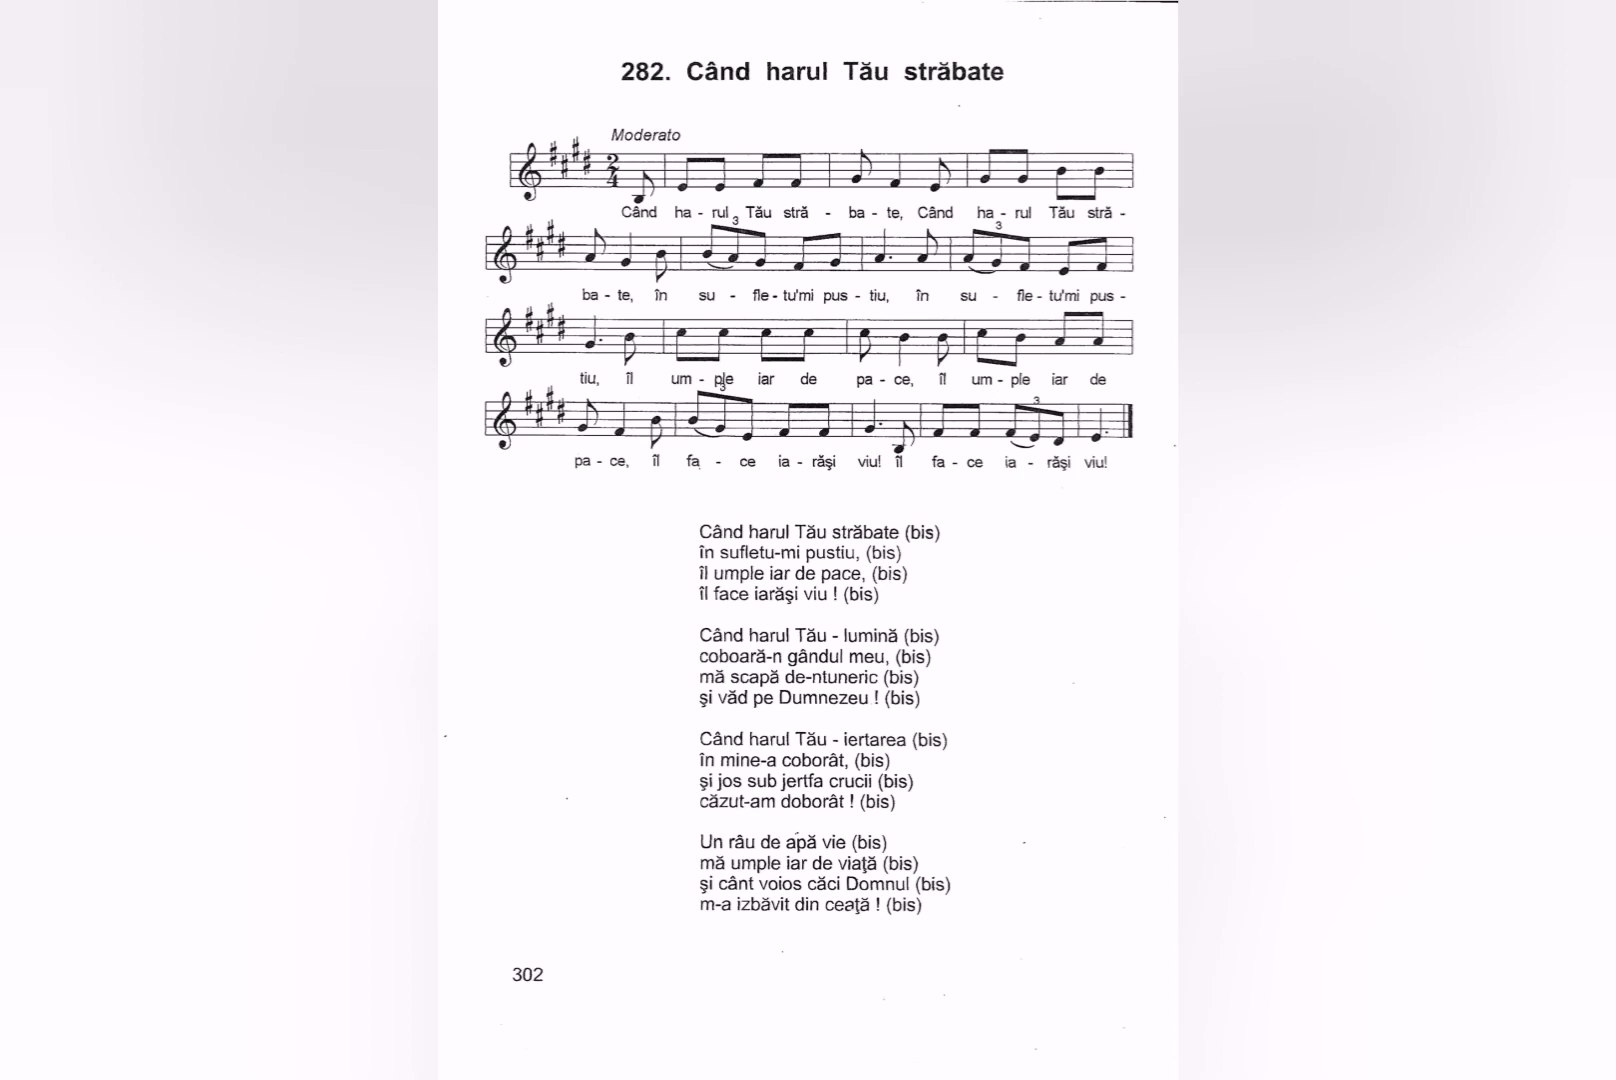 282. Când harul Tău străbate
Moderato
2
4
Când ha - rul Tău stră - ba - te, Când ha - rul Tău stră -
3
3
ba - te, în su - fle - tu'mi pus - tiu, în su - fle - tu'mi pus -
tiu, îl um - ple iar de pa - ce, îl um - ple iar de
3
3
pa - ce, îl fa - ce ia - răşi viu! îl fa - ce ia - răşi viu!
Când harul Tău străbate (bis)
în sufletu-mi pustiu, (bis)
îl umple iar de pace, (bis)
îl face iarăşi viu ! (bis)
Când harul Tău - lumină (bis)
coboară-n gândul meu, (bis)
mă scapă de-ntuneric (bis)
şi văd pe Dumnezeu ! (bis)
Când harul Tău - iertarea (bis)
în mine-a coborât, (bis)
şi jos sub jertfa crucii (bis)
căzut-am doborât ! (bis)
Un râu de apă vie (bis)
mă umple iar de viaţă (bis)
şi cânt voios căci Domnul (bis)
m-a izbăvit din ceaţă ! (bis)
302